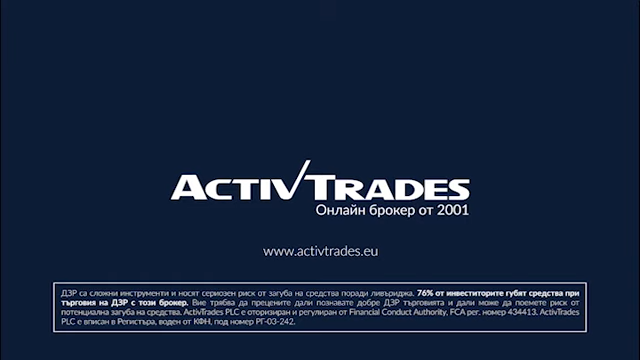 ACTIVTRADES
Онлайн брокер от 2001
www.activtrades.eu
ДЗР са сложни инструменти и носят сериозен риск от загуба на средства поради ливъриджа. 76% от инвеститорите губят средства при
търговия на ДЗР с този брокер. Вие трябва да прецените дали познавате добре ДЗР търговията и дали може да поемете риск от
потенциална загуба на средства. ActivTrades PLC е оторизиран и регулиран от Financial Conduct Authority, FCA рег. номер 434413. ActivTrades
PLC е вписан в Регистъра, воден от КФН, под номер РГ-03-242.